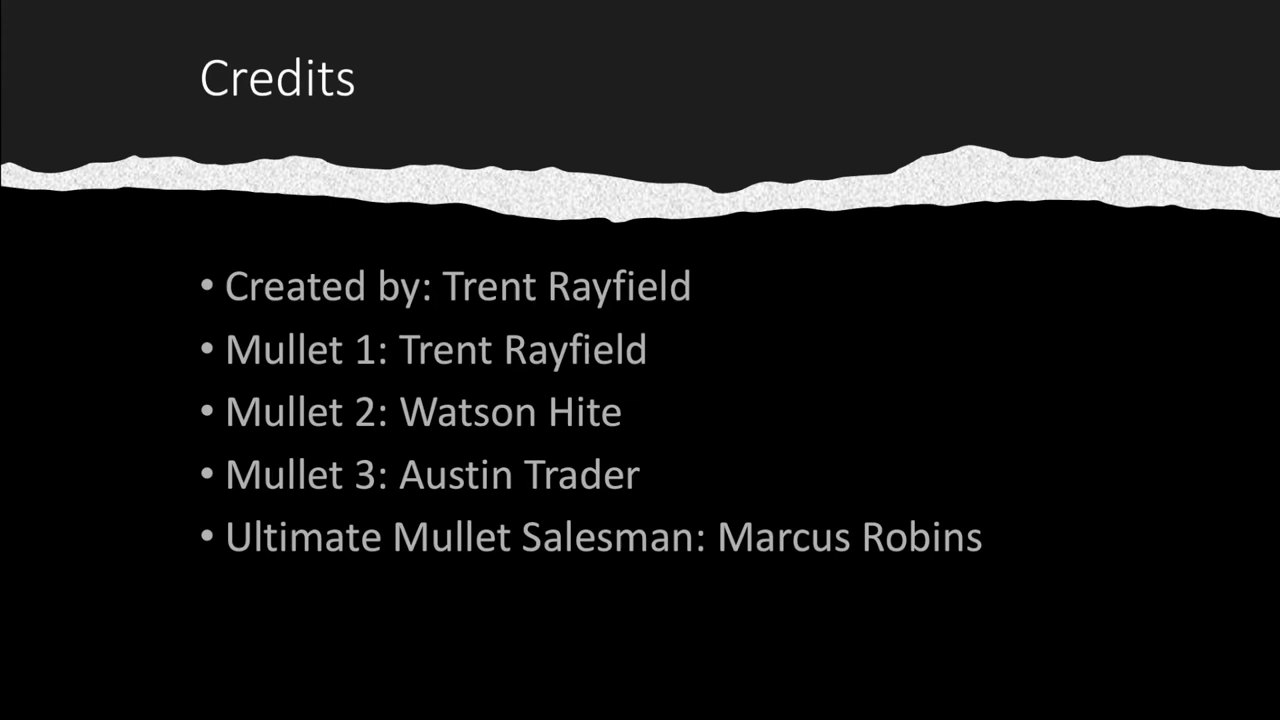 Credits
• Created by: Trent Rayfield
• Mullet 1: Trent Rayfield
• Mullet 2: Watson Hite
• Mullet 3: Austin Trader
• Ultimate Mullet Salesman: Marcus Robins